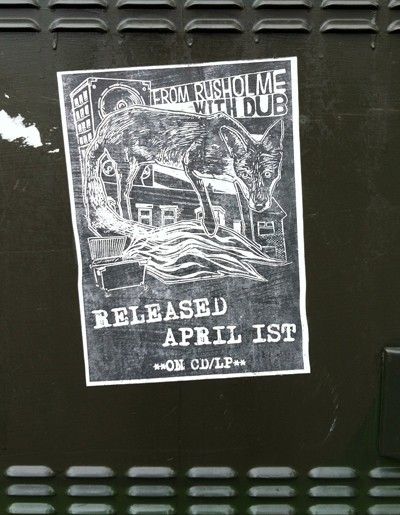 FROM RUSHOLME
WITH DUB
RELEASED
APRIL 1ST
**ON CD/LP**